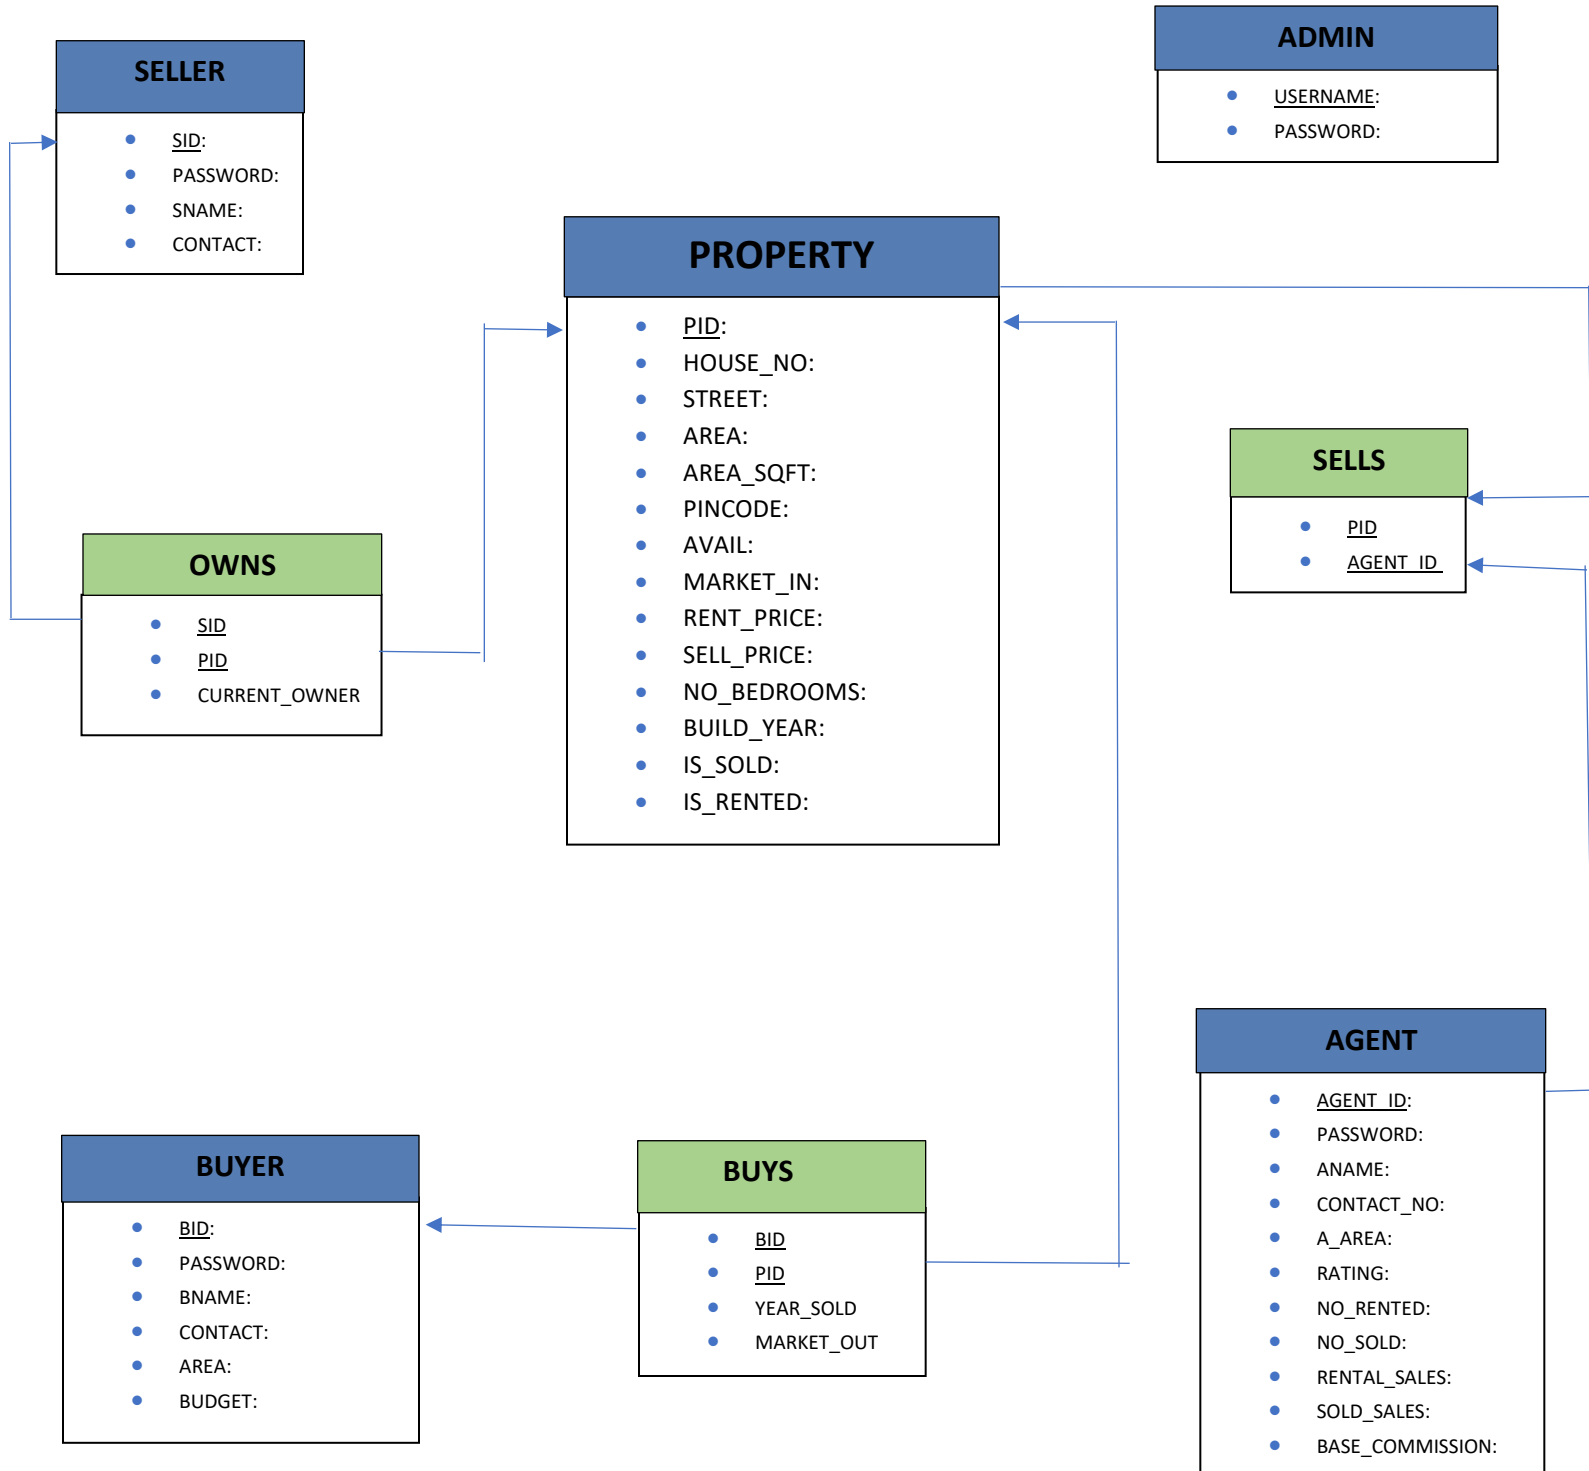 SELLER
SID:
PASSWORD:
SNAME:
CONTACT:
ADMIN
USERNAME:
PASSWORD:
PROPERTY
PID:
HOUSE_NO:
STREET:
AREA:
AREA_SQFT:
PINCODE:
AVAIL:
MARKET_IN:
RENT_PRICE:
SELL_PRICE:
NO_BEDROOMS:
BUILD_YEAR:
IS_SOLD:
IS_RENTED:
SELLS
PID
AGENT_ID
OWNS
SID
PID
CURRENT_OWNER
BUYER
BID:
PASSWORD:
BNAME:
CONTACT:
AREA:
BUDGET:
BUYS
BID
PID
YEAR_SOLD
MARKET_OUT
AGENT
AGENT_ID:
PASSWORD:
ANAME:
CONTACT_NO:
A_AREA:
RATING:
NO_RENTED:
NO_SOLD:
RENTAL_SALES:
SOLD_SALES:
BASE_COMMISSION: